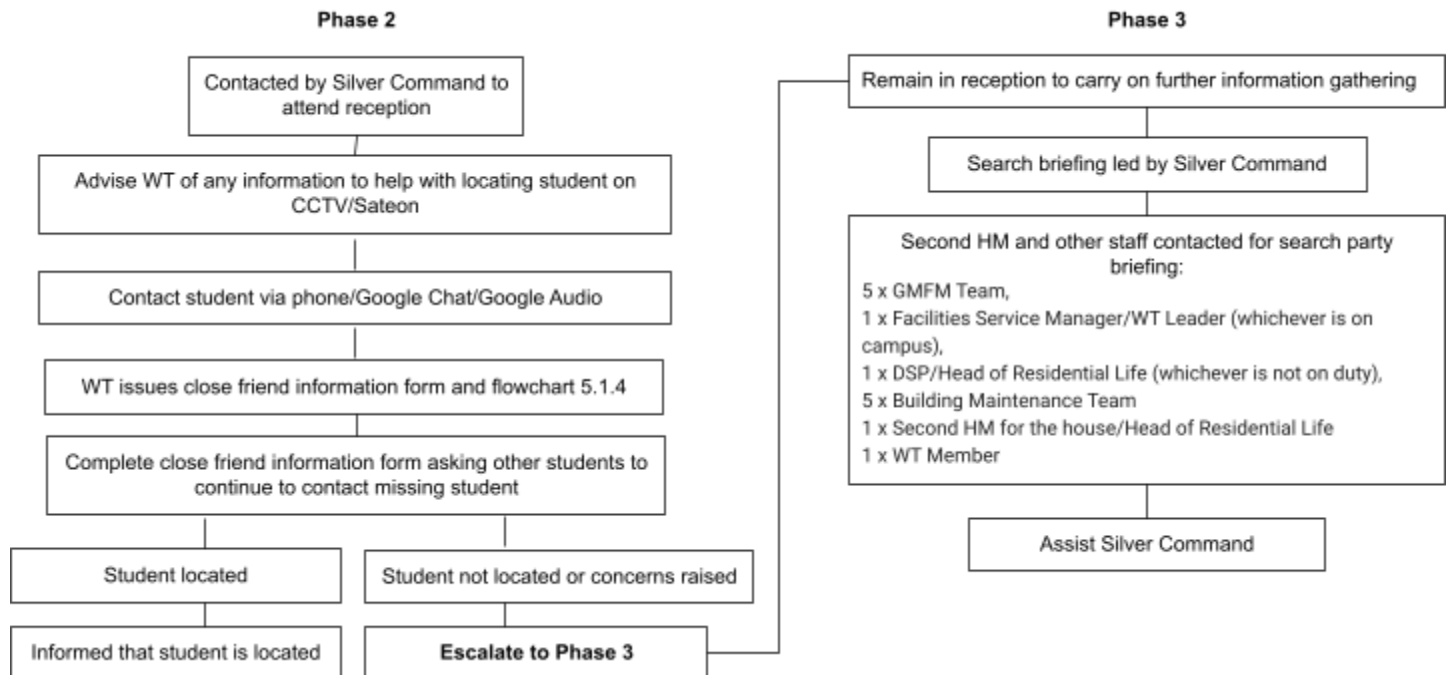 Phase 2
Contacted by Silver Command to
attend reception
Advise WT of any information to help with locating student on
CCTV/Sateon
Contact student via phone/Google Chat/Google Audio
WT issues close friend information form and flowchart 5.1.4
Complete close friend information form asking other students to
continue to contact missing student
Student located
Student not located or concerns raised
Informed that student is located
Escalate to Phase 3
Phase 3
Remain in reception to carry on further information gathering
Search briefing led by Silver Command
Second HM and other staff contacted for search party
briefing:
5 x GMFM Team,
1 x Facilities Service Manager/WT Leader (whichever is on
campus),
1 x DSP/Head of Residential Life (whichever is not on duty),
5 x Building Maintenance Team
1 x Second HM for the house/Head of Residential Life
1 x WT Member
Assist Silver Command